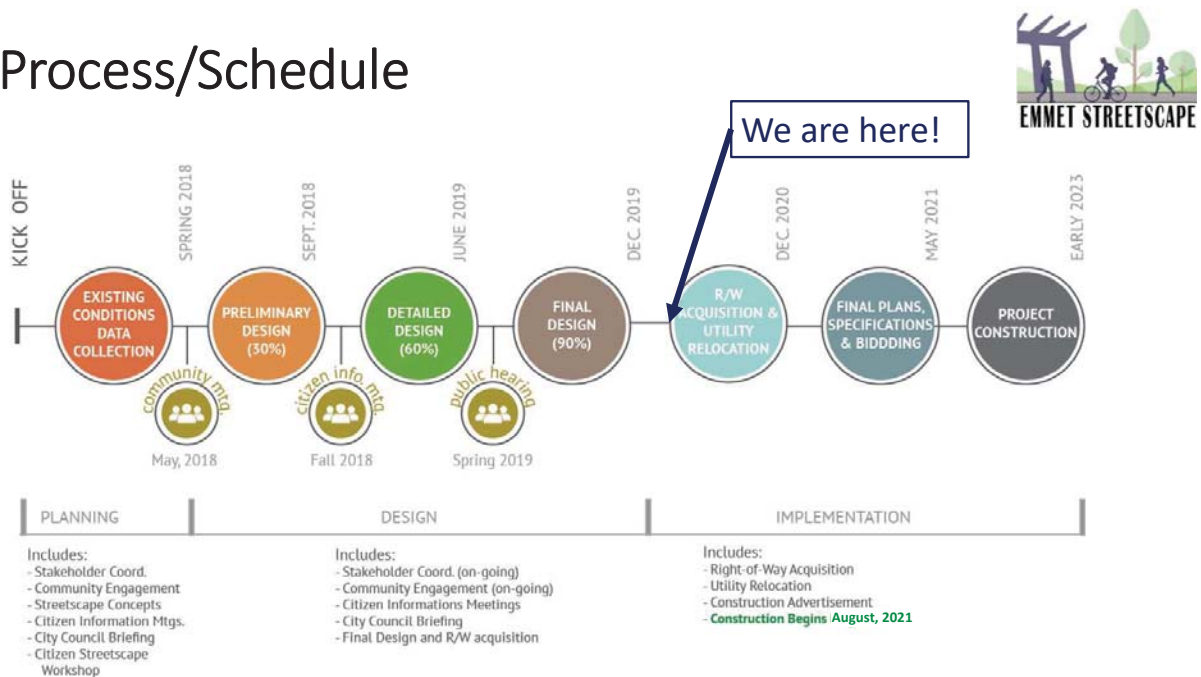 Process/Schedule
EMMET STREETSCAPE
We are here!
KICK OFF
SPRING 2018
SEPT. 2018
JUNE 2019
DEC. 2019
DEC. 2020
MAY 2021
EARLY 2023
EXISTING
CONDITIONS
DATA
COLLECTION
PRELIMINARY
DESIGN
(30%)
DETAILED
DESIGN
(60%)
FINAL
DESIGN
(90%)
R/W
ACQUISITION &
UTILITY
RELOCATION
FINAL PLANS,
SPECIFICATIONS
& BIDDDING
PROJECT
CONSTRUCTION
community mtg.
citizen info. mtg.
public hearing
May, 2018
Fall 2018
Spring 2019
PLANNING
Includes:
- Stakeholder Coord.
- Community Engagement
- Streetscape Concepts
- Citizen Information Mtgs.
- City Council Briefing
- Citizen Streetscape
Workshop
DESIGN
Includes:
- Stakeholder Coord. (on-going)
- Community Engagement (on-going)
- Citizen Informations Meetings
- City Council Briefing
- Final Design and R/W acquisition
IMPLEMENTATION
Includes:
- Right-of-Way Acquisition
- Utility Relocation
- Construction Advertisement
- Construction Begins August, 2021